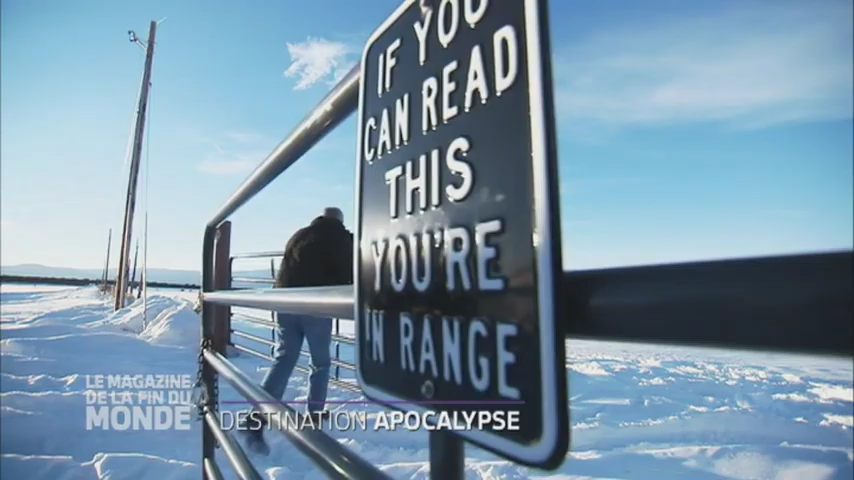 IF YOU
CAN READ
THIS
YOU'RE
IN RANGE
LE MAGAZINE
DE LA FIN DU
MONDE
DESTINATION APOCALYPSE